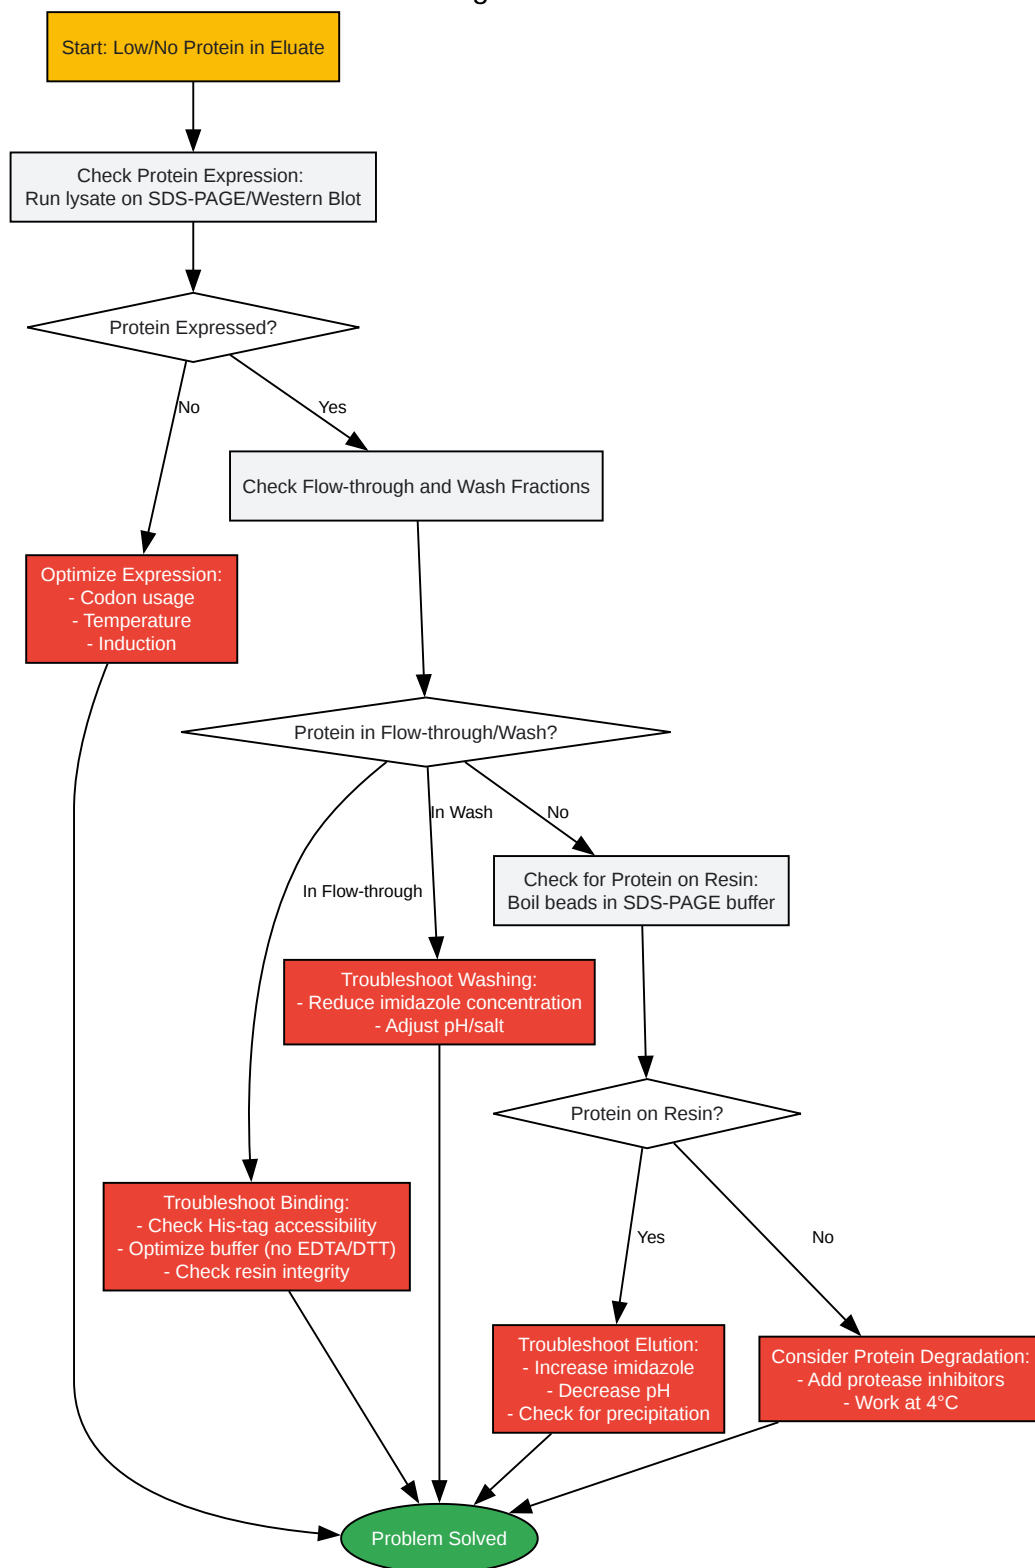 Start: Low/No Protein in Eluate
Check Protein Expression:
Run lysate on SDS-PAGE/Western Blot
Protein Expressed?
No
Yes
Check Flow-through and Wash Fractions
Optimize Expression:
- Codon usage
- Temperature
- Induction
Protein in Flow-through/Wash?
In Wash
No
In Flow-through
Check for Protein on Resin:
Boil beads in SDS-PAGE buffer
Troubleshoot Washing:
- Reduce imidazole concentration
- Adjust pH/salt
Protein on Resin?
Troubleshoot Binding:
- Check His-tag accessibility
- Optimize buffer (no EDTA/DTT)
- Check resin integrity
Yes
No
Troubleshoot Elution:
- Increase imidazole
- Decrease pH
- Check for precipitation
Consider Protein Degradation:
- Add protease inhibitors
- Work at 4°C
Problem Solved